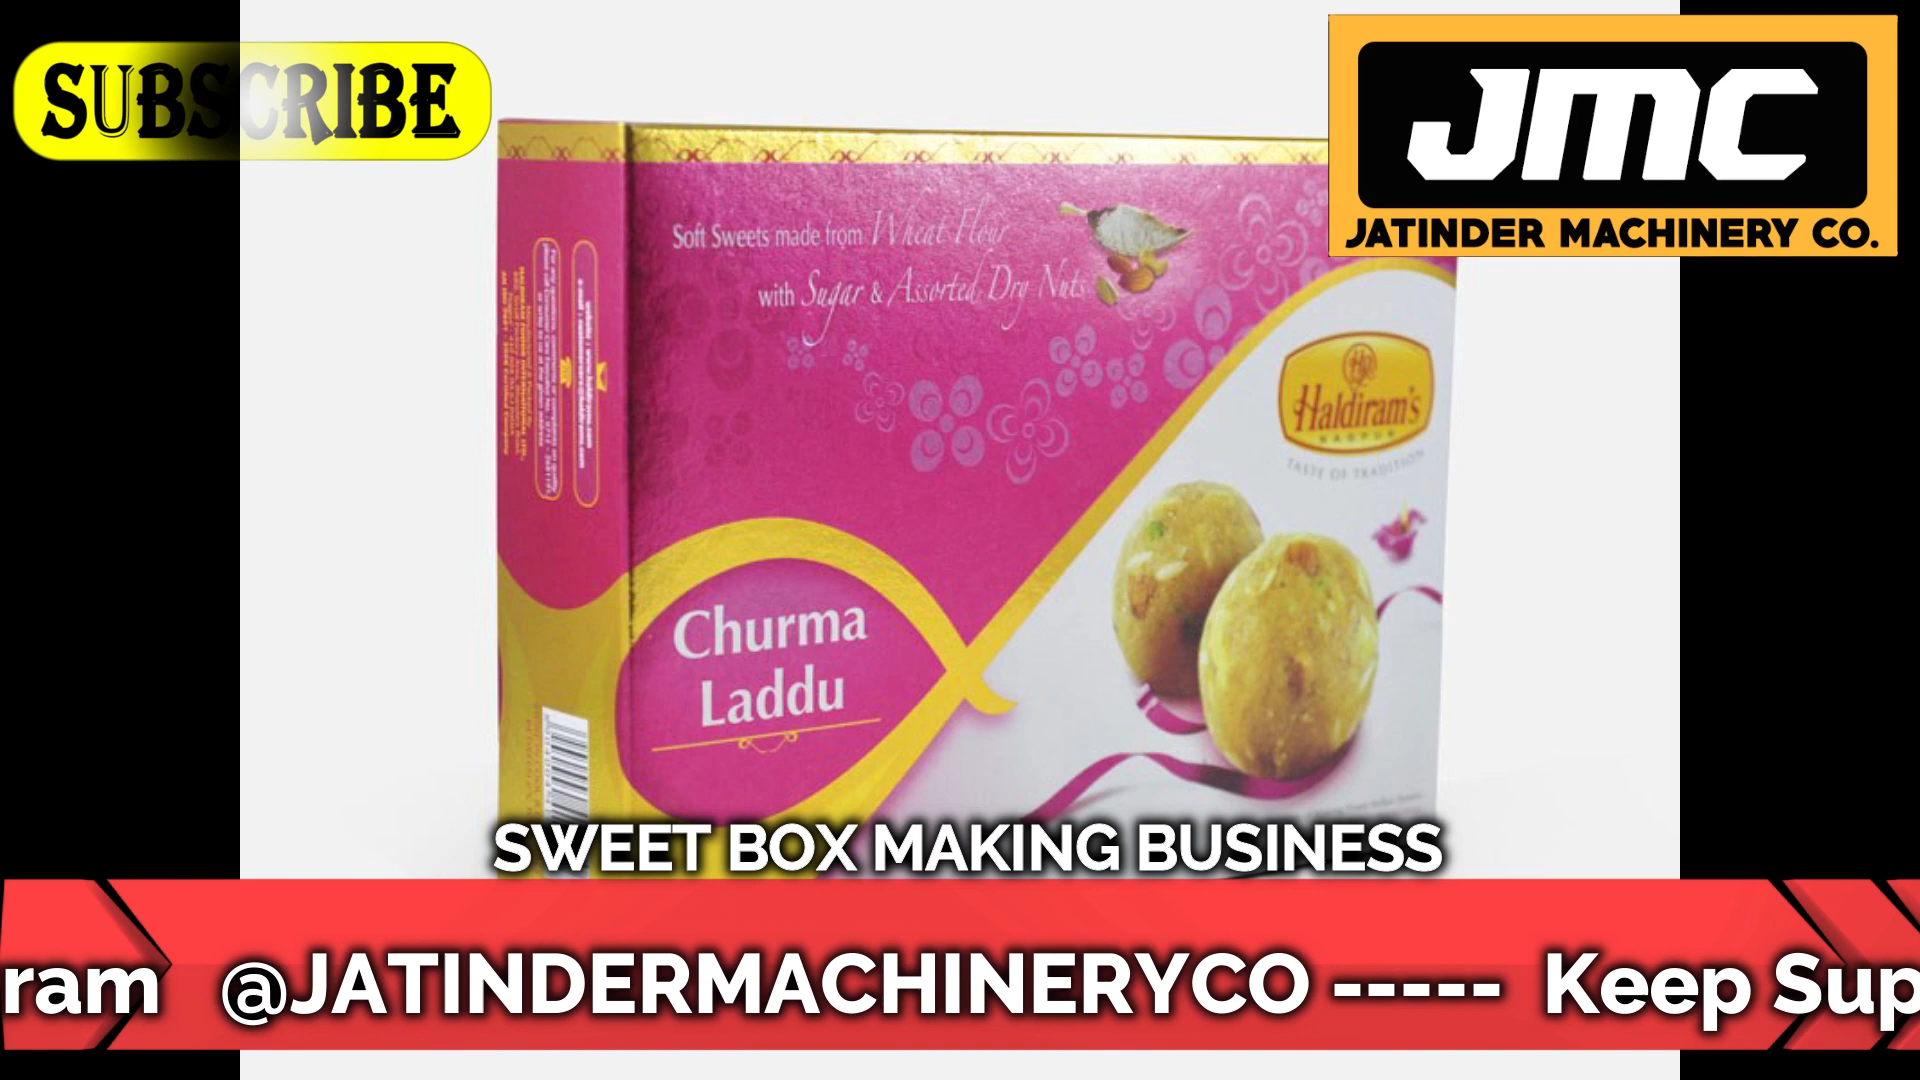 SUBSCRIBE
JMC
JATINDER MACHINERY CO.
Soft Sweets made from Wheat Flour
with Sugar & Assorted Dry Nuts
Haldiram's
NAGPUR
TASTE OF TRADITION
Churma
Laddu
SWEET BOX MAKING BUSINESS
ram @JATINDERMACHINERYCO ----- Keep Sup